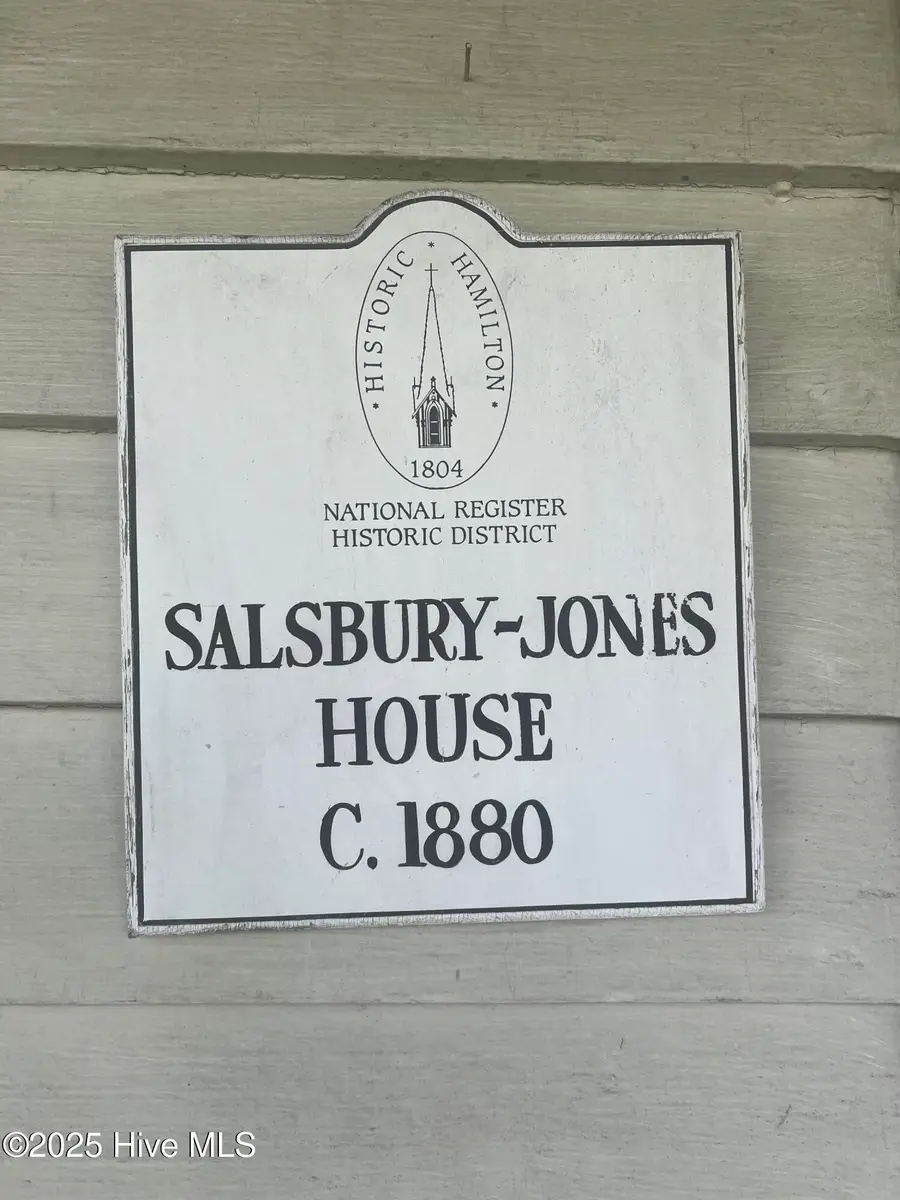 HISTORIC * HAMILTON
1804
NATIONAL REGISTER
HISTORIC DISTRICT
SALSBURY-JONES
HOUSE
C. 1880
©2025 Hive MLS